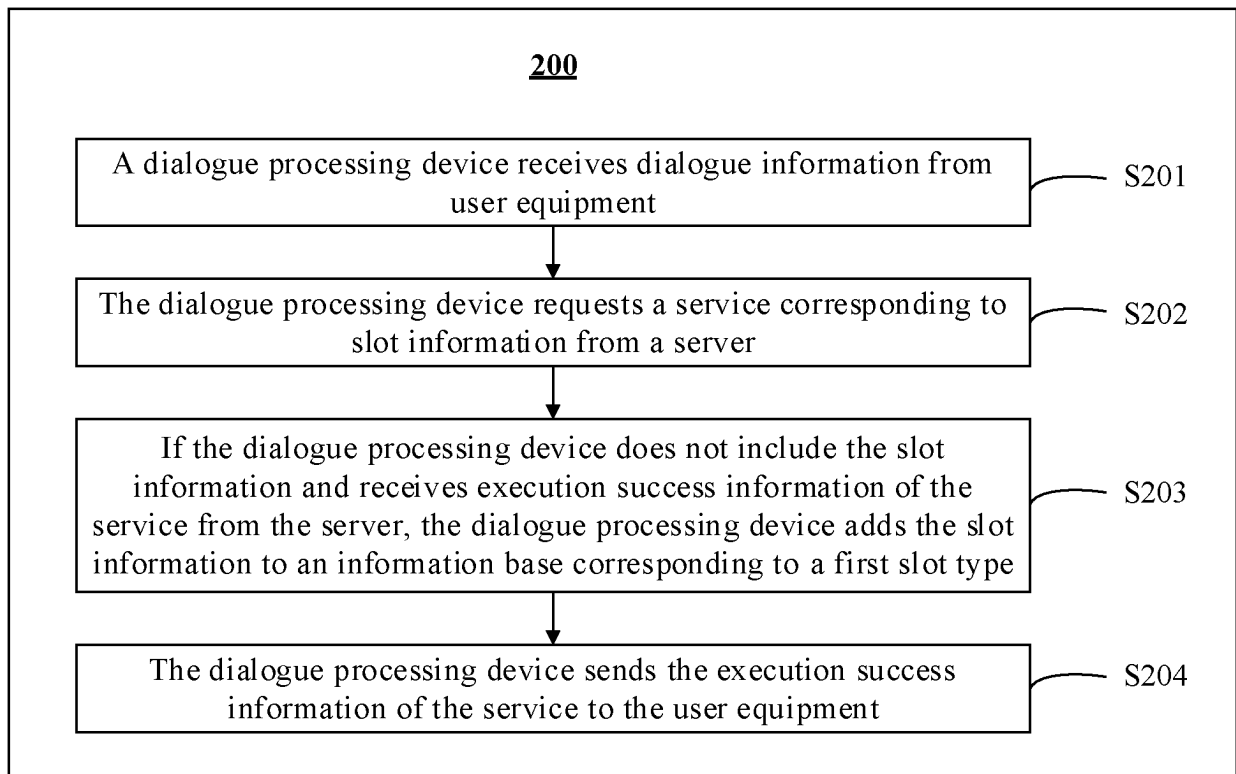 200
A dialogue processing device receives dialogue information from
user equipment
S201
The dialogue processing device requests a service corresponding to
slot information from a server
S202
If the dialogue processing device does not include the slot
information and receives execution success information of the
service from the server, the dialogue processing device adds the slot
information to an information base corresponding to a first slot type
S203
The dialogue processing device sends the execution success
information of the service to the user equipment
S204